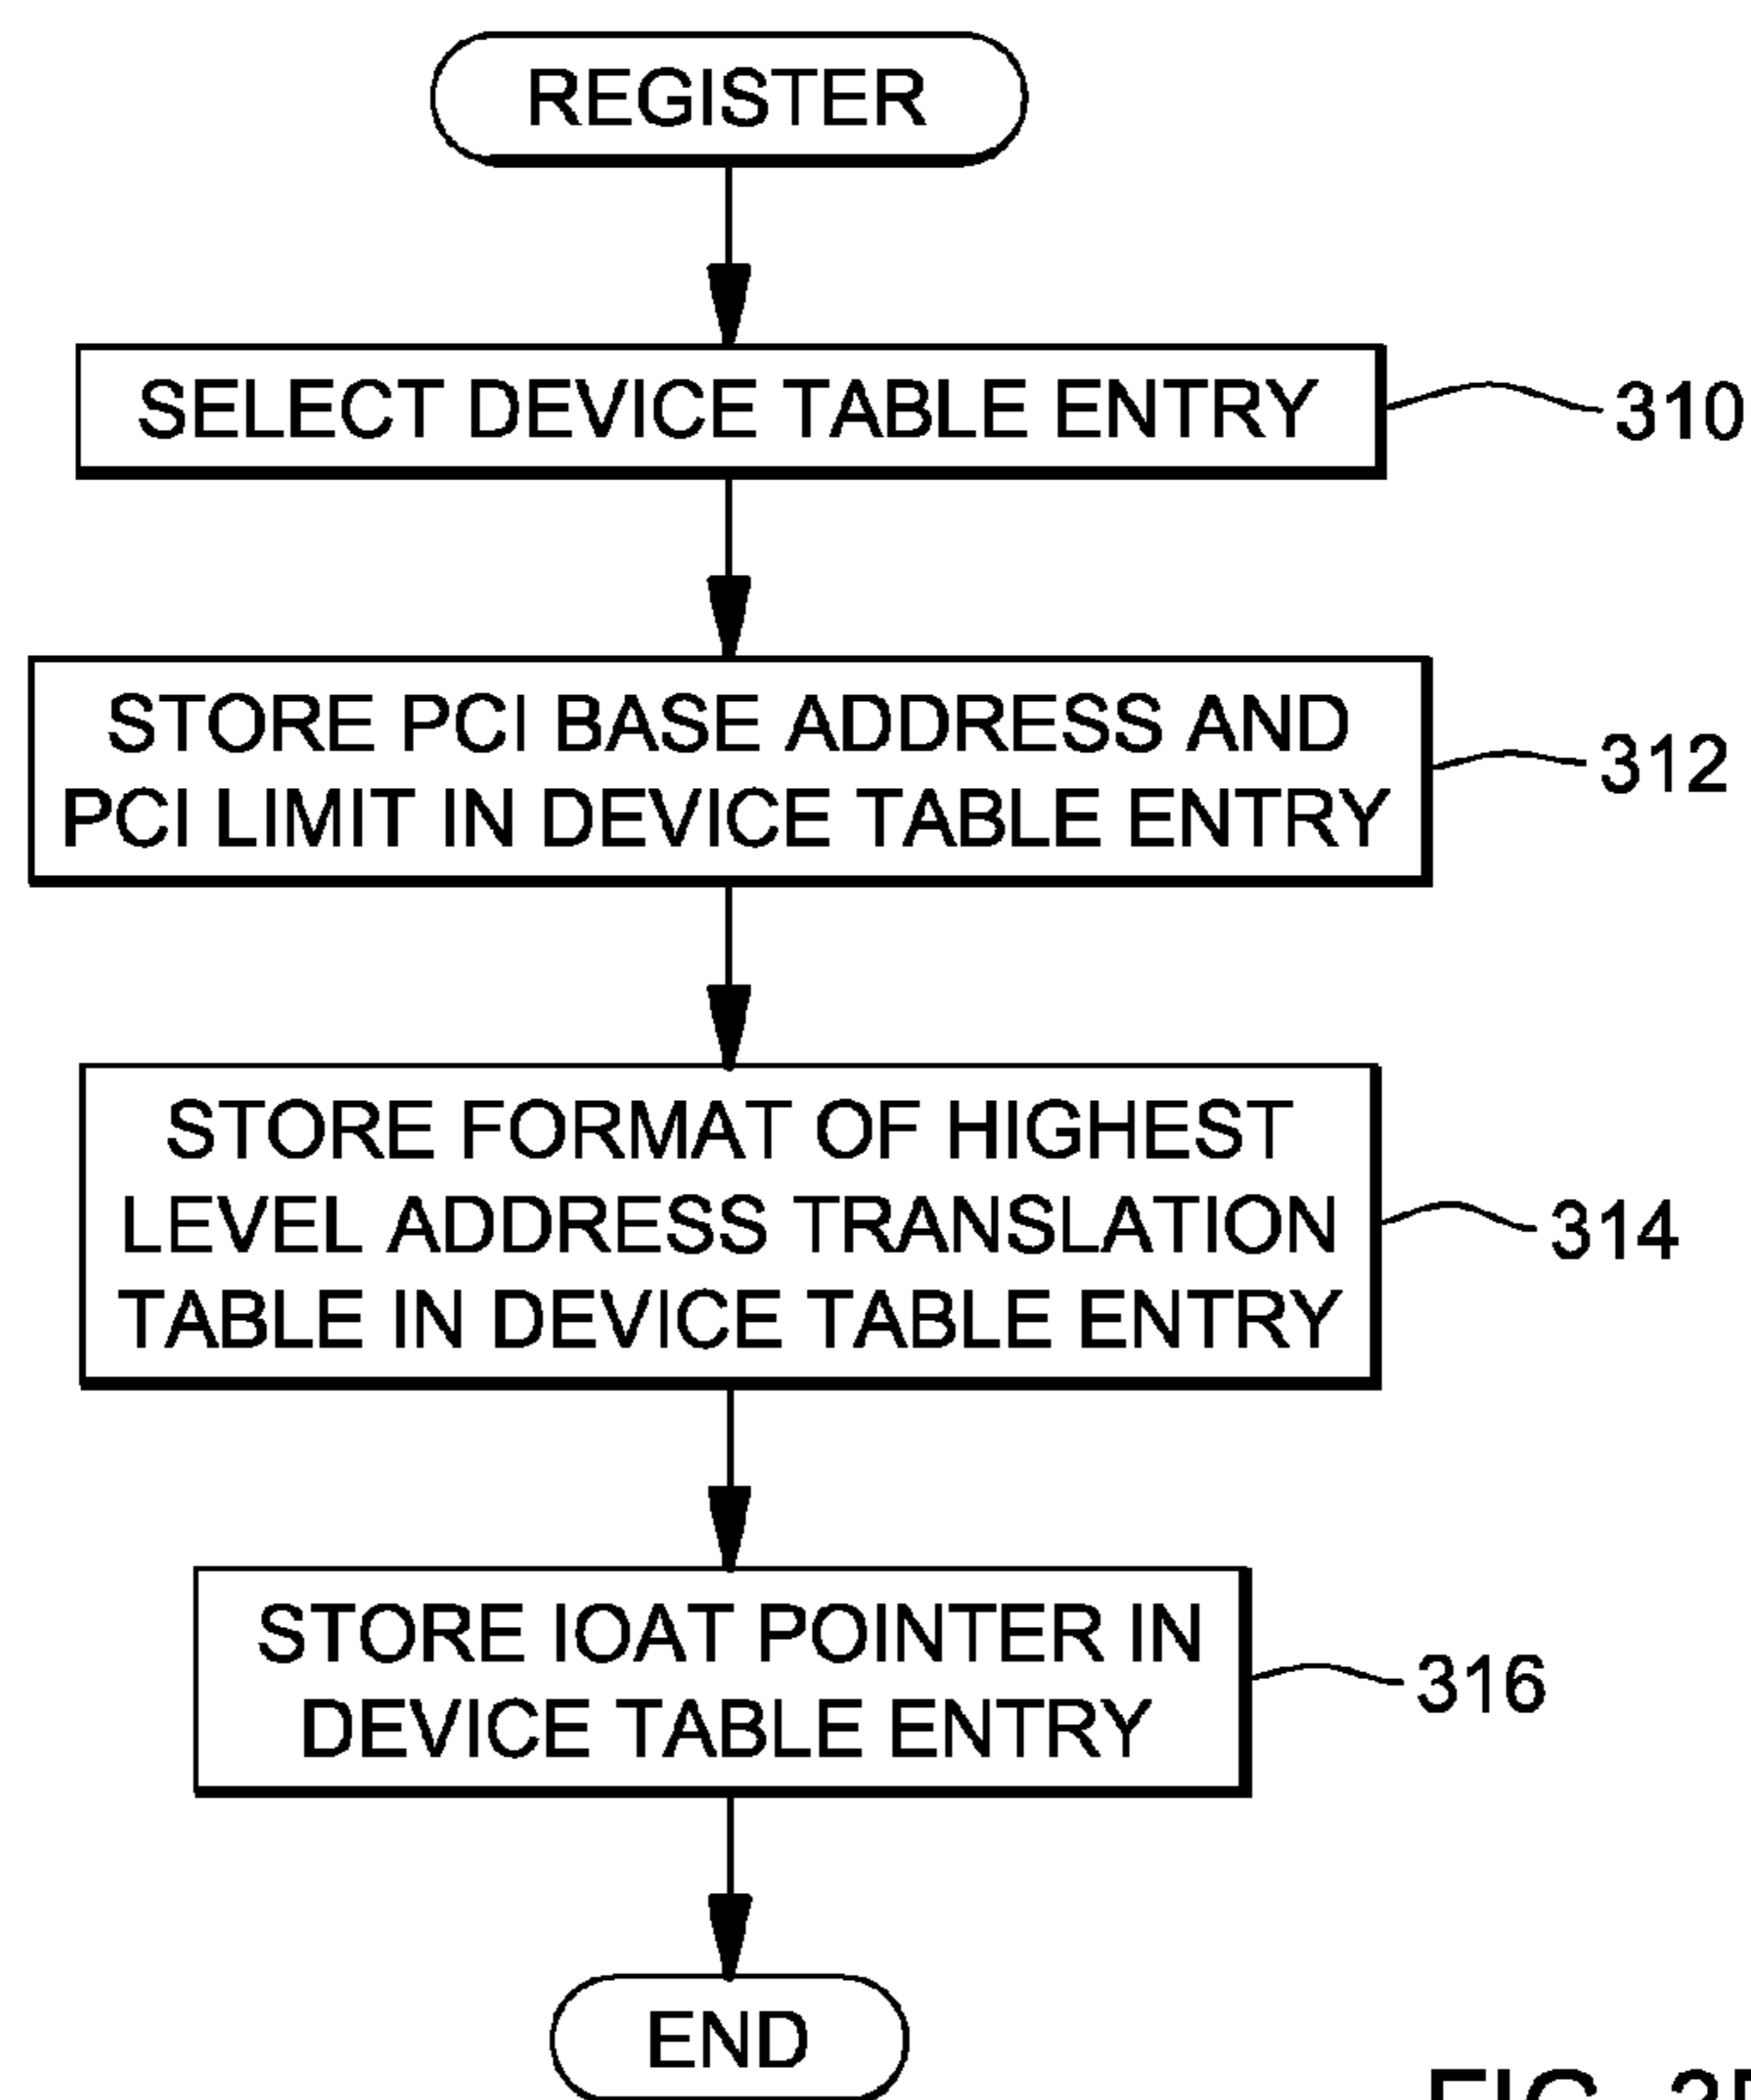 REGISTER
SELECT DEVICE TABLE ENTRY
310
STORE PCI BASE ADDRESS AND
PCI LIMIT IN DEVICE TABLE ENTRY
312
STORE FORMAT OF HIGHEST
LEVEL ADDRESS TRANSLATION
TABLE IN DEVICE TABLE ENTRY
314
STORE IOAT POINTER IN
DEVICE TABLE ENTRY
316
END